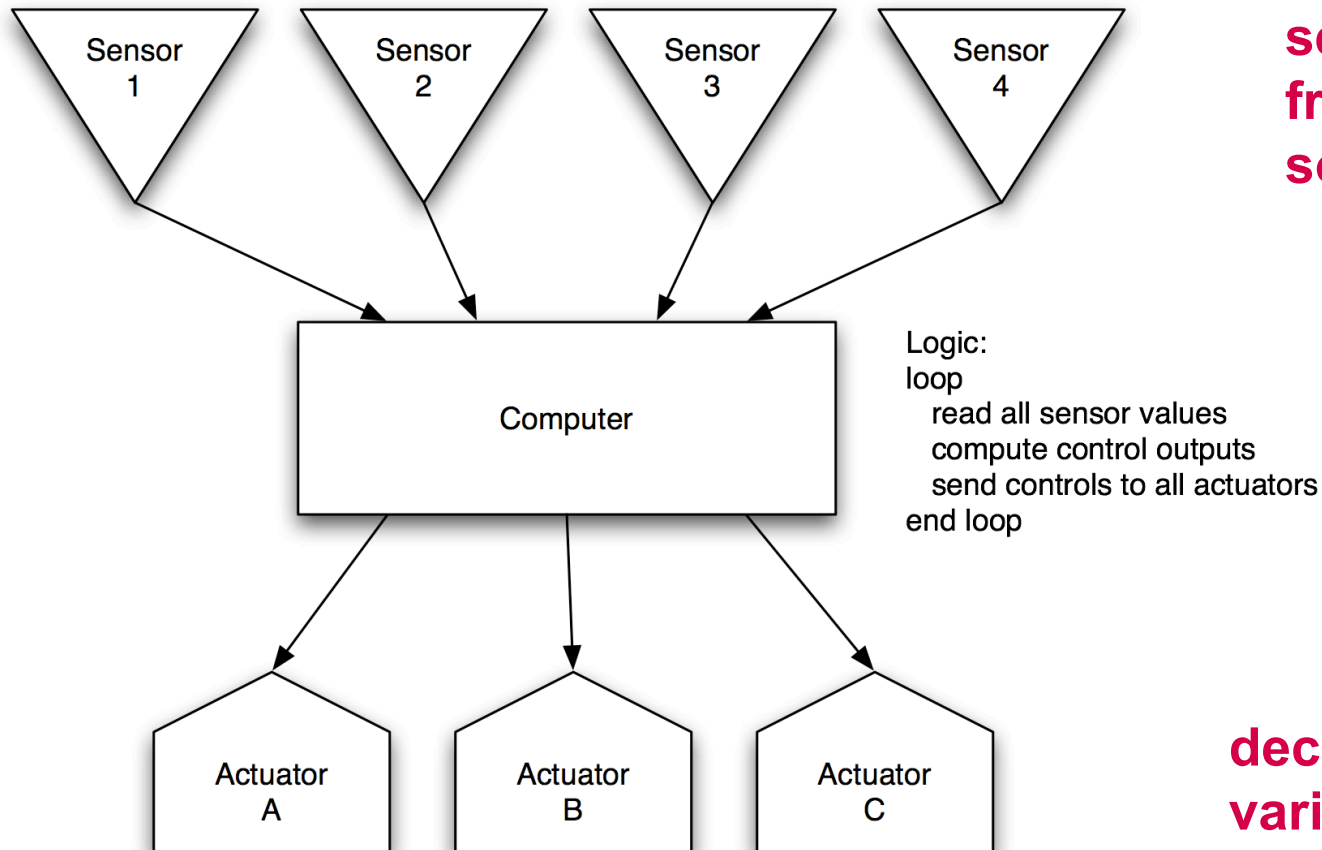 Sensor
1
Sensor
2
Sensor
3
Sensor
4
Computer
Logic:
loop
read all sensor values
compute control outputs
send controls to all actuators
end loop
Actuator
A
Actuator
B
Actuator
C